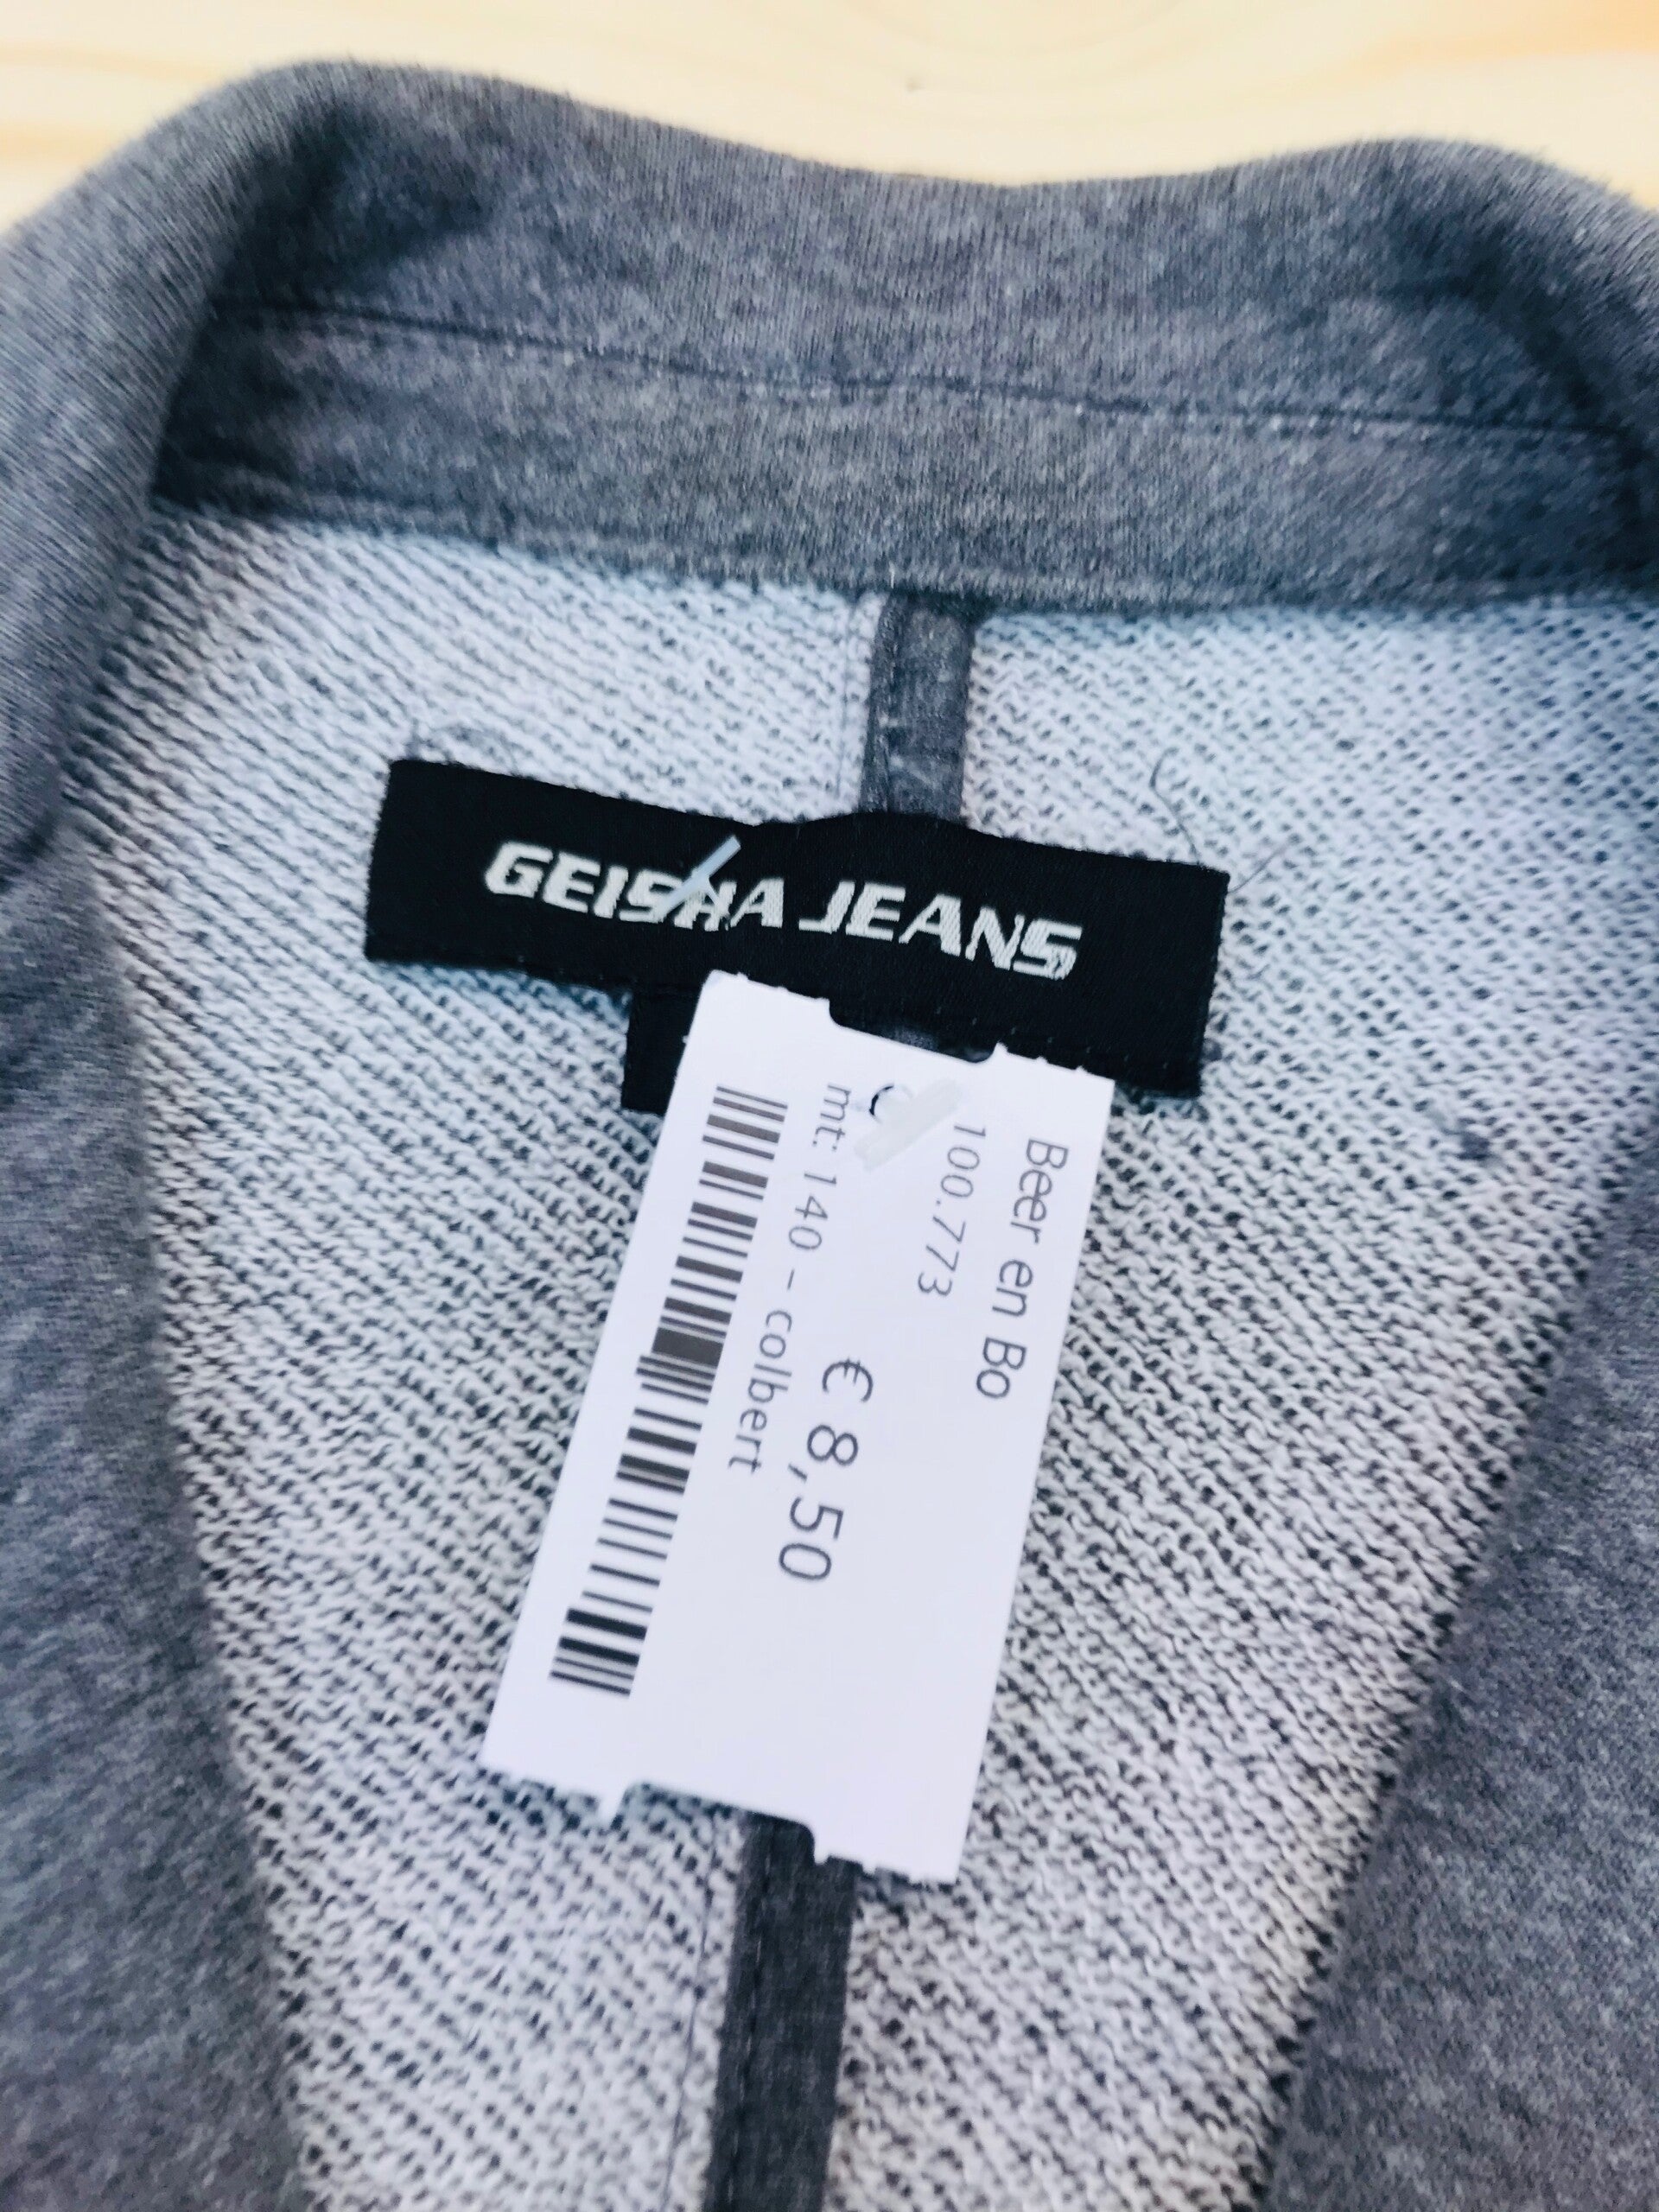 GEISHA JEANS
Beer en Bo
100.773
€ 8,50
mt: 140 - colbert